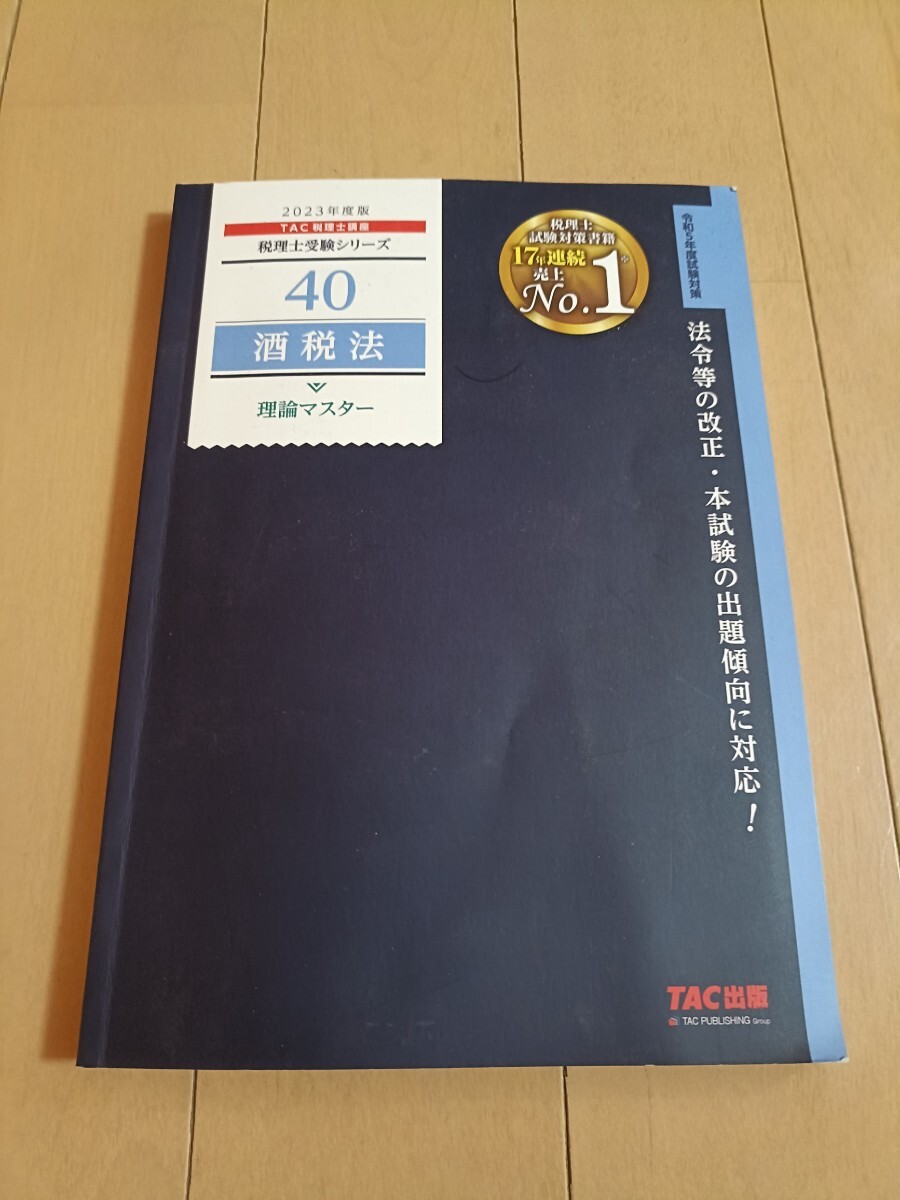 2023年度版
TAC 税理士講座
税理士受験シリーズ
40
酒税法
理論マスター
税理士
試験対策書籍
17年連続
売上
No.1※
令和5年度試験対策
法令等の改正・本試験の出題傾向に対応!
TAC出版
TAC PUBLISHING Group